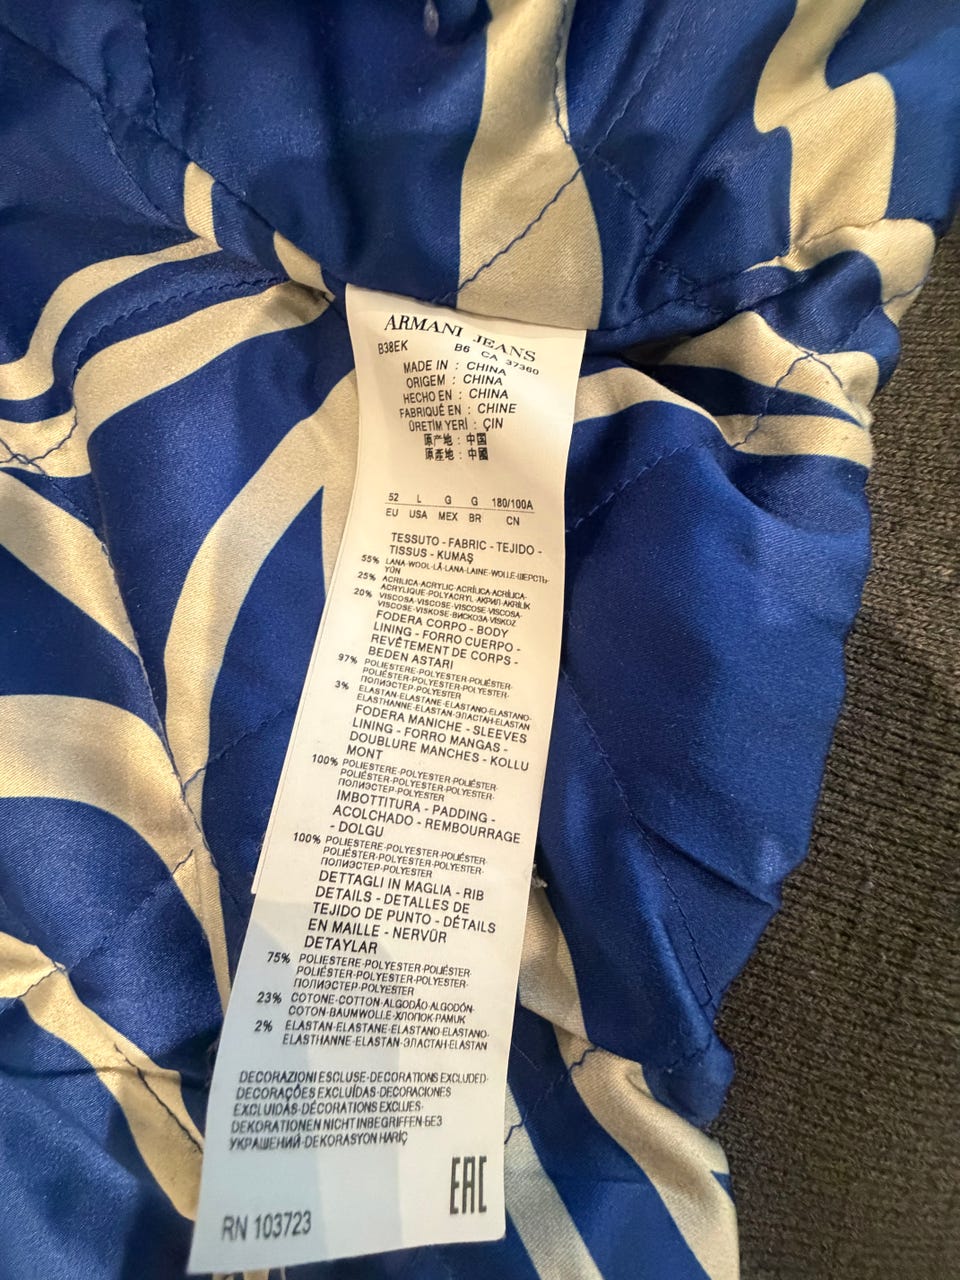 ARMANI JEANS
B38EK B6 CA 37360
MADE IN : CHINA
ORIGEM : CHINA
HECHO EN : CHINA
FABRIQUÉ EN : CHINE
ÜRETİM YERİ : ÇIN
原产地 : 中国
原產地 : 中國
52 L G G 180/100A
EU USA MEX BR CN
TESSUTO - FABRIC - TEJIDO -
TISSUS - KUMAŞ
55% LANA-WOOL-LÃ-LANA-LAINE-WOLLE-ШЕРСТЬ-
YÜN
25% ACRILICA-ACRYLIC-ACRÍLICA-ACRÍLICA-
ACRYLIQUE-POLYACRYL-АКРИЛ-AKRİLİK
20% VISCOSA-VISCOSE-VISCOSE-VISCOSA-
VISCOSE-VISKOSE-ВИСКОЗА-VISKOZ
FODERA CORPO - BODY
LINING - FORRO CUERPO -
REVÊTEMENT DE CORPS -
BEDEN ASTARI
97% POLIESTERE-POLYESTER-POLIÉSTER-
POLIÉSTER-POLYESTER-POLYESTER-
ПОЛИЭСТЕР-POLYESTER
3% ELASTAN-ELASTANE-ELASTANO-ELASTANO-
ELASTHANNE-ELASTAN-ЭЛАСТАН-ELASTAN
FODERA MANICHE - SLEEVES
LINING - FORRO MANGAS -
DOUBLURE MANCHES - KOLLU
MONT
100% POLIESTERE-POLYESTER-POLIÉSTER-
POLIÉSTER-POLYESTER-POLYESTER-
ПОЛИЭСТЕР-POLYESTER
IMBOTTITURA - PADDING -
ACOLCHADO - REMBOURRAGE
- DOLGU
100% POLIESTERE-POLYESTER-POLIÉSTER-
POLIÉSTER-POLYESTER-POLYESTER-
ПОЛИЭСТЕР-POLYESTER
DETTAGLI IN MAGLIA - RIB
DETAILS - DETALLES DE
TEJIDO DE PUNTO - DÉTAILS
EN MAILLE - NERVÜR
DETAYLAR
75% POLIESTERE-POLYESTER-POLIÉSTER-
POLIÉSTER-POLYESTER-POLYESTER-
ПОЛИЭСТЕР-POLYESTER
23% COTONE-COTTON-ALGODÃO-ALGODÓN-
COTON-BAUMWOLLE-ХЛОПОК-PAMUK
2% ELASTAN-ELASTANE-ELASTANO-ELASTANO-
ELASTHANNE-ELASTAN-ЭЛАСТАН-ELASTAN
DECORAZIONI ESCLUSE-DECORATIONS EXCLUDED-
DECORAÇÕES EXCLUÍDAS-DECORACIONES
EXCLUIDAS-DÉCORATIONS EXCLUES-
DEKORATIONEN NICHT INBEGRIFFEN-БЕЗ
УКРАШЕНИЙ-DEKORASYON HARİÇ
EAC
RN 103723